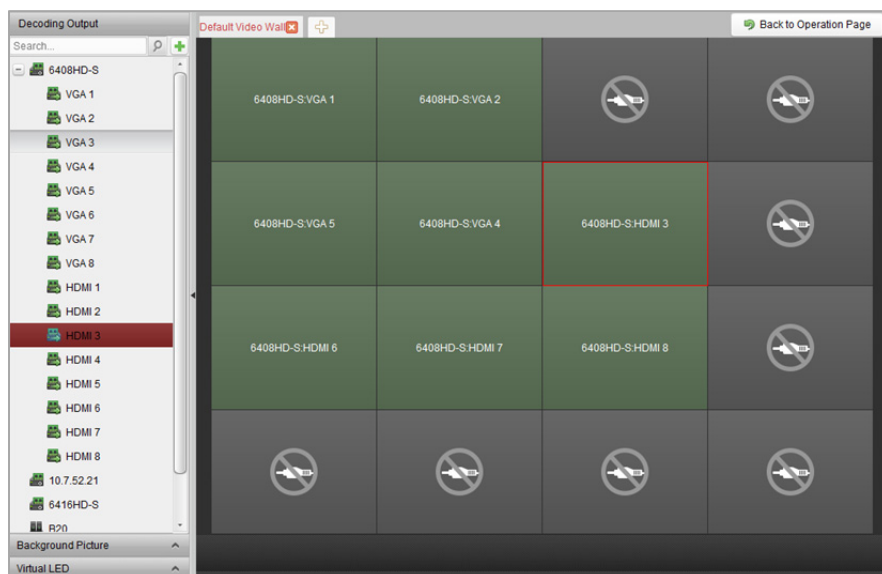 Decoding Output
Search...
6408HD-S
VGA 1
VGA 2
VGA 3
VGA 4
VGA 5
VGA 6
VGA 7
VGA 8
HDMI 1
HDMI 2
HDMI 3
HDMI 4
HDMI 5
HDMI 6
HDMI 7
HDMI 8
10.7.52.21
6416HD-S
B20
Background Picture
Virtual LED
Default Video Wall
Back to Operation Page
6408HD-S:VGA 1
6408HD-S:VGA 2
6408HD-S:VGA 5
6408HD-S:VGA 4
6408HD-S:HDMI 3
6408HD-S:HDMI 6
6408HD-S:HDMI 7
6408HD-S:HDMI 8